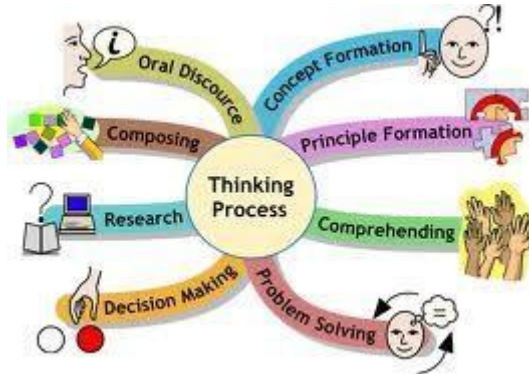 Oral Discource
i
Concept Formation
?!
Composing
Principle Formation
Thinking
Process
?
Research
Comprehending
Decision Making
Problem Solving
=